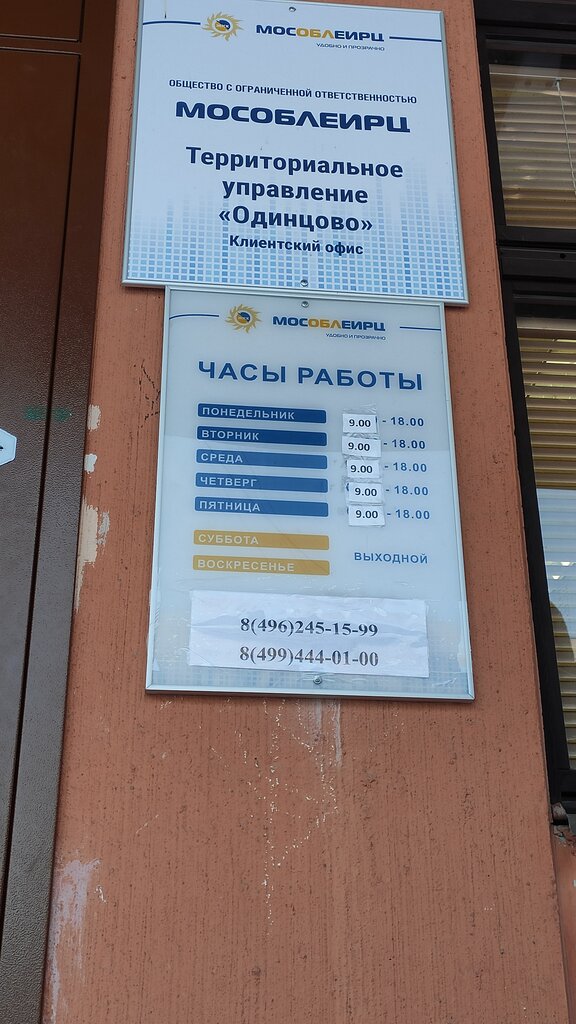 МОСОБЛЕИРЦ
УДОБНО И ПРОЗРАЧНО
ОБЩЕСТВО С ОГРАНИЧЕННОЙ ОТВЕТСТВЕННОСТЬЮ
МОСОБЛЕИРЦ
Территориальное
управление
«Одинцово»
Клиентский офис
МОСОБЛЕИРЦ
УДОБНО И ПРОЗРАЧНО
ЧАСЫ РАБОТЫ
ПОНЕДЕЛЬНИК 9.00 - 18.00
ВТОРНИК 9.00 - 18.00
СРЕДА 9.00 - 18.00
ЧЕТВЕРГ 9.00 - 18.00
ПЯТНИЦА 9.00 - 18.00
СУББОТА
ВОСКРЕСЕНЬЕ ВЫХОДНОЙ
8(496)245-15-99
8(499)444-01-00